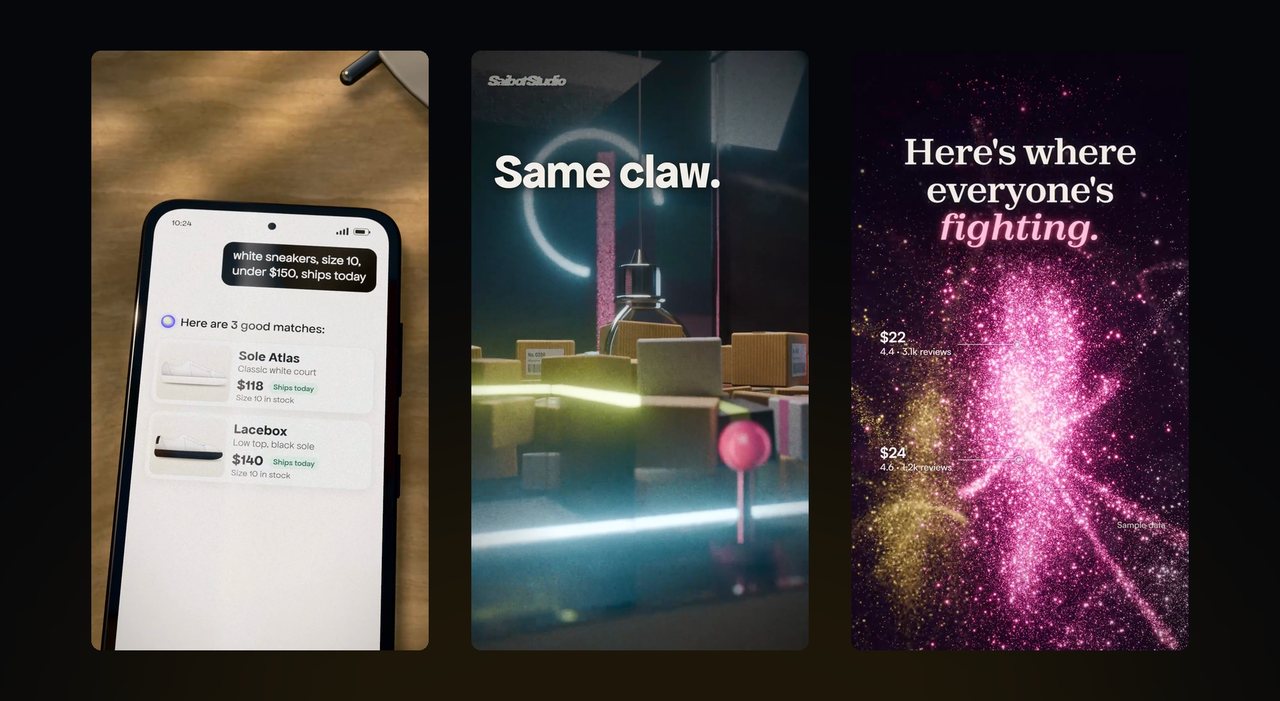 10:24
white sneakers, size 10,
under $150, ships today
Here are 3 good matches:
Sole Atlas
Classic white court
$118 Ships today
Size 10 in stock
Lacebox
Low top, black sole
$140 Ships today
Size 10 in stock
SaibotStudio
Same claw.
Here's where
everyone's
fighting.
$22
4.4 · 3.1k reviews
$24
4.6 · 1.2k reviews
Sample data